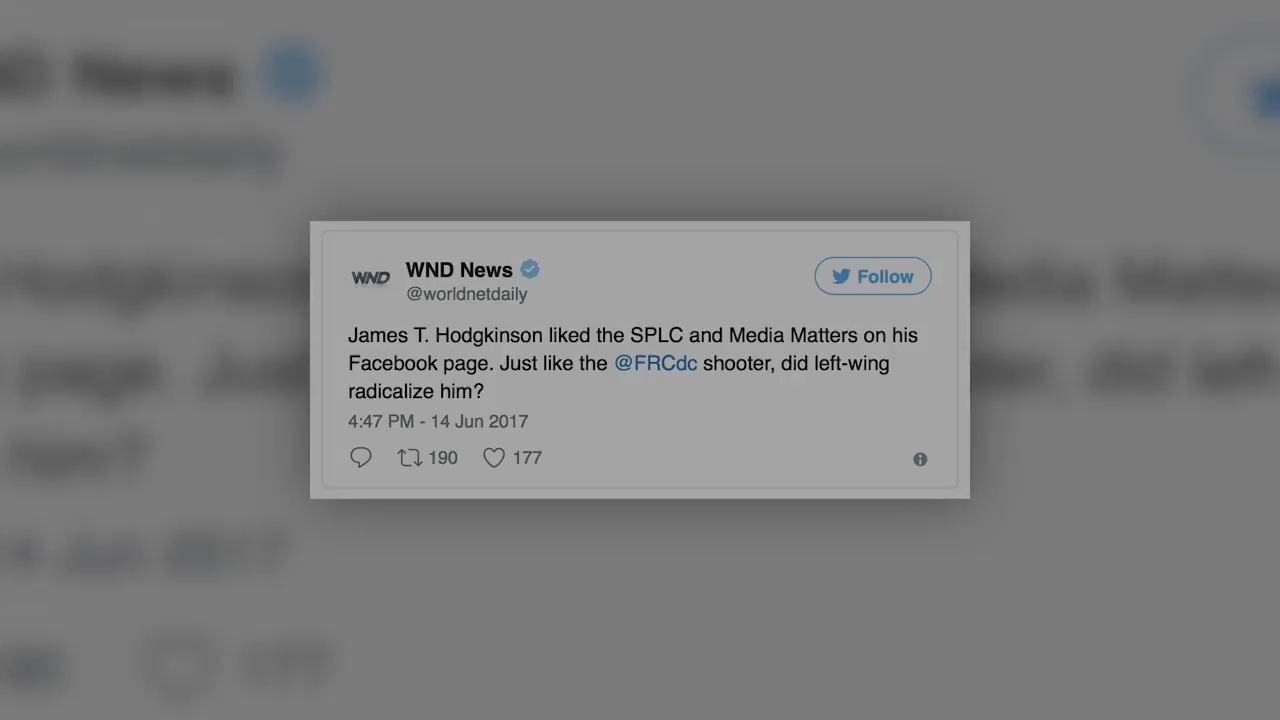 WND News
WND
@worldnetdaily
Follow
James T. Hodgkinson liked the SPLC and Media Matters on his
Facebook page. Just like the @FRCdc shooter, did left-wing
radicalize him?
4:47 PM - 14 Jun 2017
190 177